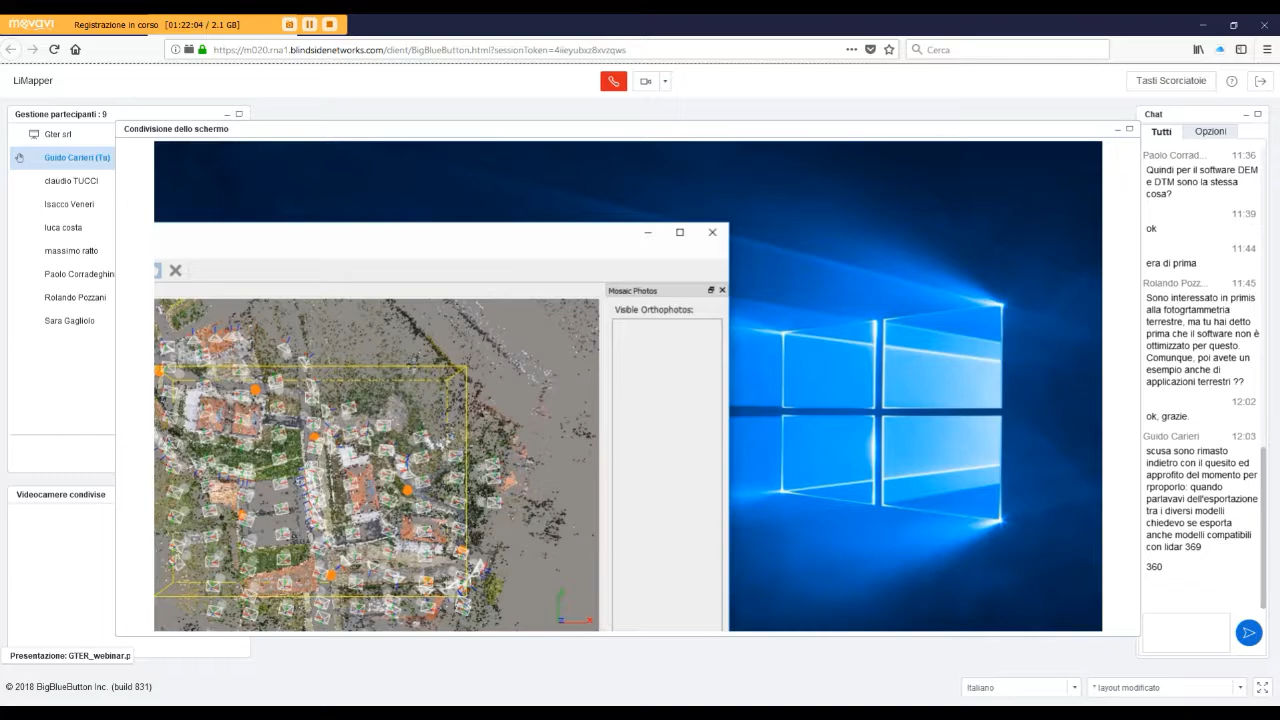 movavi
Registrazione in corso [01:22:04 / 2.1 GB]
https://m020.rna1.blindsidenetworks.com/client/BigBlueButton.html?sessionToken=4iieyubxz8xvzqws
Cerca
LiMapper
Tasti Scorciatoie
Gestione partecipanti : 9
Gter srl
Guido Carieri (Tu)
claudio TUCCI
Isacco Veneri
luca costa
massimo ratto
Paolo Corradeghin
Rolando Pozzani
Sara Gagliolo
Videocamere condivise
Presentazione: GTER_webinar.p
Condivisione dello schermo
Mosaic Photos
Visible Orthophotos:
Chat
Tutti
Opzioni
Paolo Corrad... 11:36
Quindi per il software DEM
e DTM sono la stessa
cosa?
11:39
ok
11:44
era di prima
Rolando Pozz... 11:45
Sono interessato in primis
alla fotogrtammetria
terrestre, ma tu hai detto
prima che il software non è
ottimizzato per questo.
Comunque, poi avete un
esempio anche di
applicazioni terrestri ??
12:02
ok, grazie.
Guido Carieri 12:03
scusa sono rimasto
indietro con il quesito ed
approfito del momento per
rproporlo: quando
parlavavi dell'esportazione
tra i diversi modelli
chiedevo se esporta
anche modelli compatibili
con lidar 369
360
© 2018 BigBlueButton Inc. (build 831)
Italiano
* layout modificato